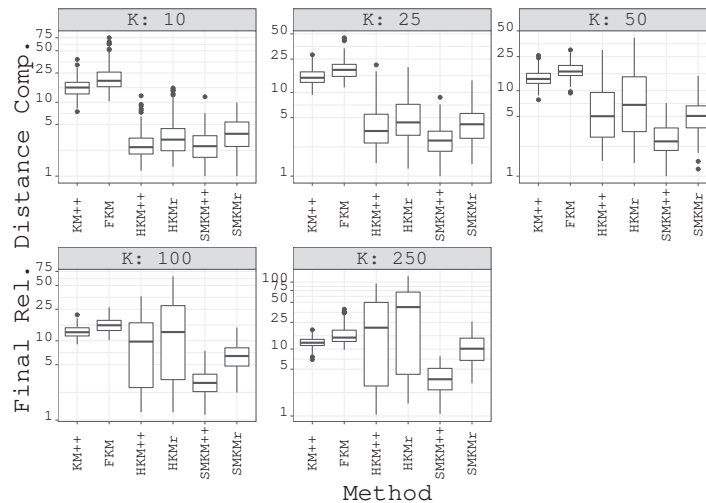 Final Rel. Distance Comp.
K: 10
75
50
25
10
5
1
KM++
FKM
HKM++
HKMr
SMKM++
SMKMr
K: 25
50
25
10
5
1
KM++
FKM
HKM++
HKMr
SMKM++
SMKMr
K: 50
25
10
5
1
KM++
FKM
HKM++
HKMr
SMKM++
SMKMr
K: 100
75
50
25
10
5
1
KM++
FKM
HKM++
HKMr
SMKM++
SMKMr
K: 250
100
50
25
10
5
1
KM++
FKM
HKM++
HKMr
SMKM++
SMKMr
Method